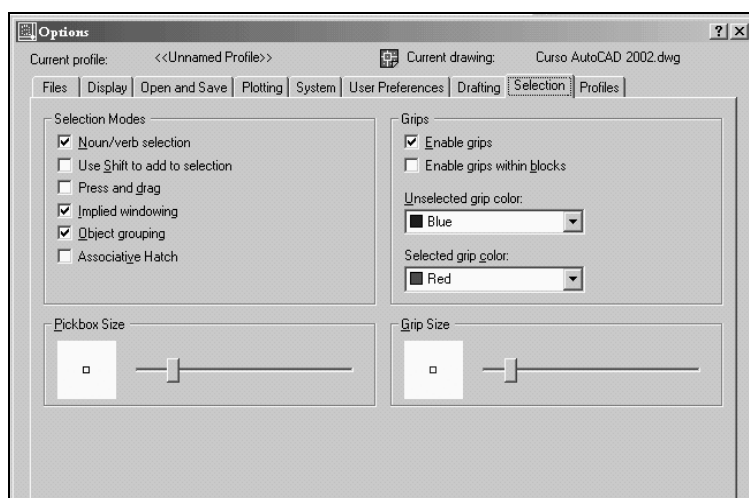 Options
Current profile: <<Unnamed Profile>> Current drawing: Curso AutoCAD 2002.dwg
Files Display Open and Save Plotting System User Preferences Drafting Selection Profiles
Selection Modes
Noun/verb selection
Use Shift to add to selection
Press and drag
Implied windowing
Object grouping
Associative Hatch
Grips
Enable grips
Enable grips within blocks
Unselected grip color:
Blue
Selected grip color:
Red
Pickbox Size
Grip Size